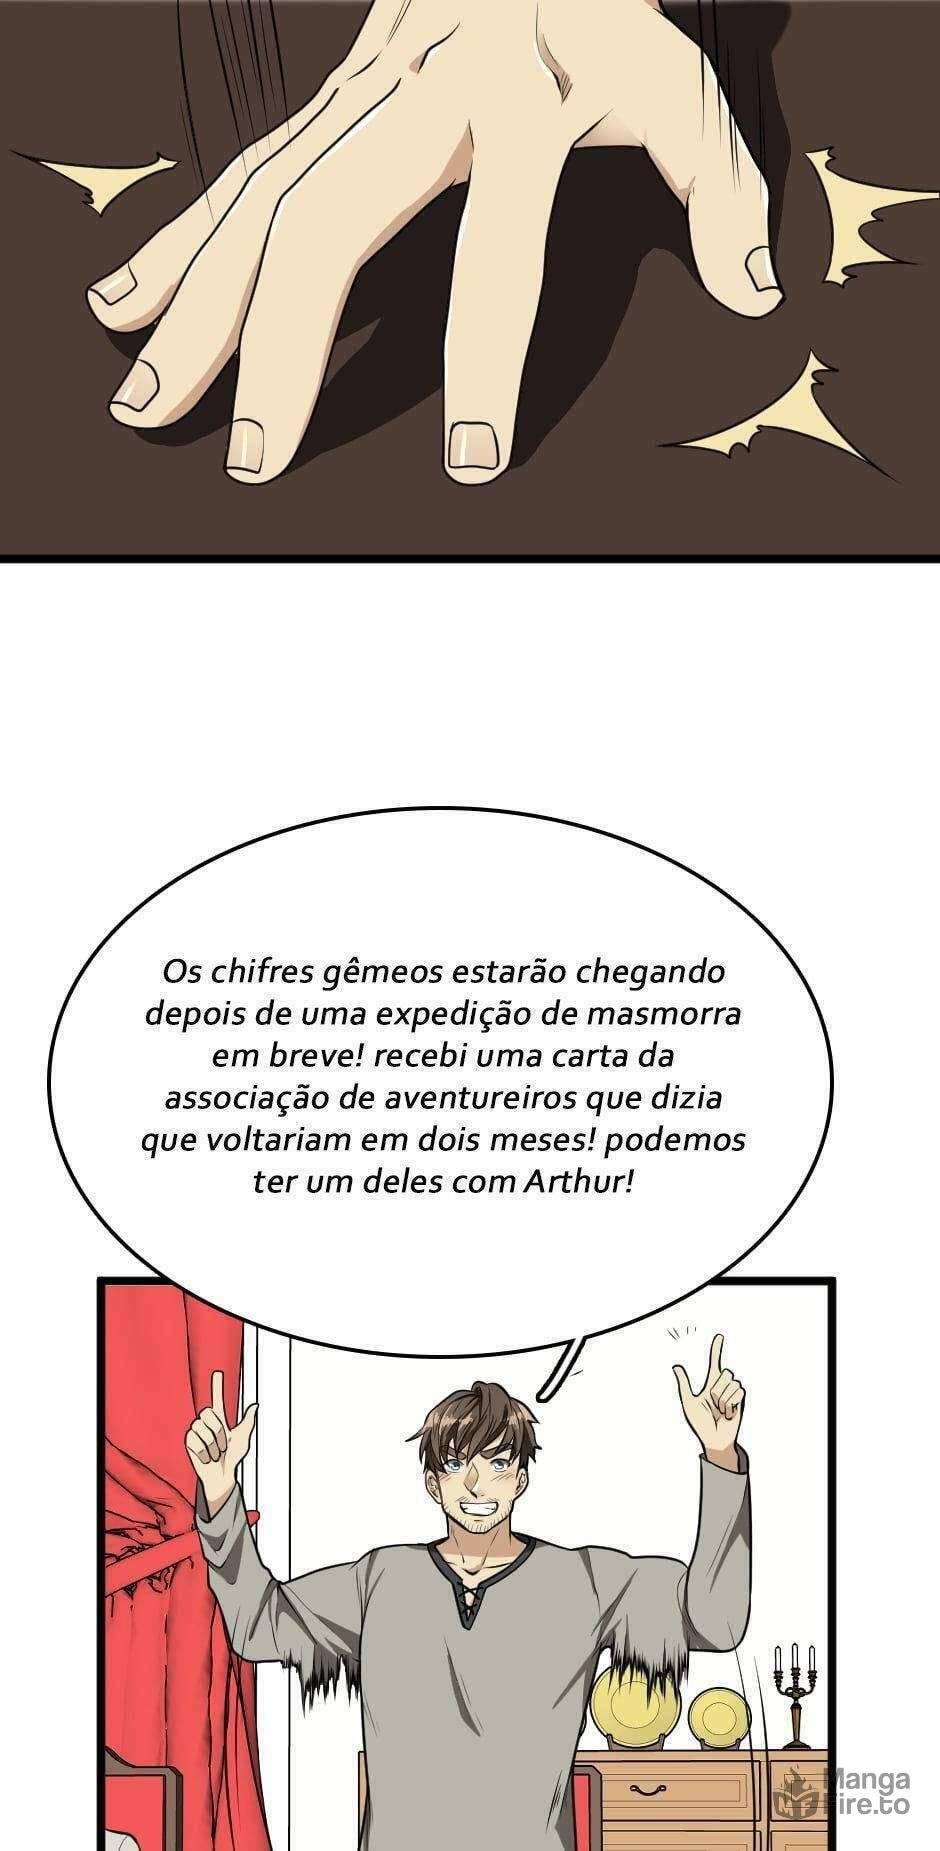 Os chifres gêmeos estarão chegando
depois de uma expedição de masmorra
em breve! recebi uma carta da
associação de aventureiros que dizia
que voltariam em dois meses! podemos
ter um deles com Arthur!
Manga
Fire.to